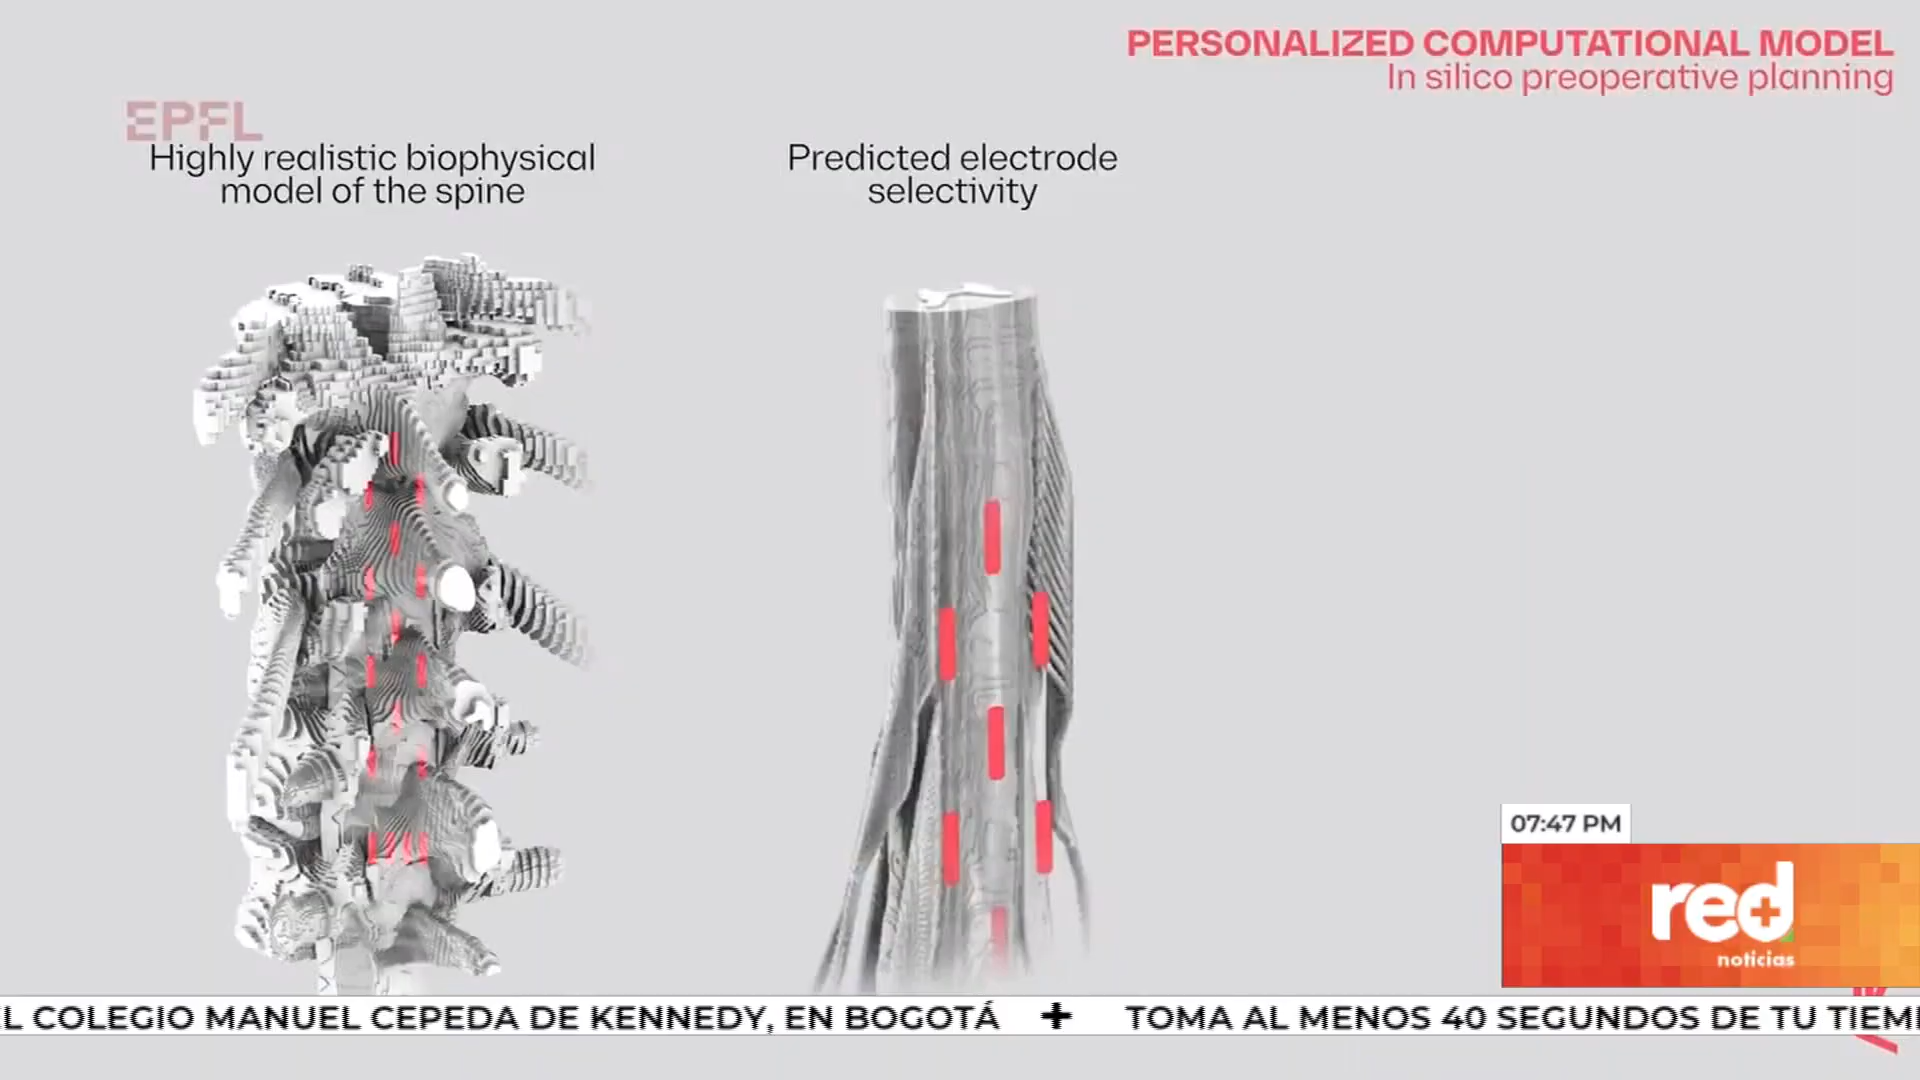 PERSONALIZED COMPUTATIONAL MODEL
In silico preoperative planning
EPFL
Highly realistic biophysical
model of the spine
Predicted electrode
selectivity
07:47 PM
red+
noticias
EL COLEGIO MANUEL CEPEDA DE KENNEDY, EN BOGOTÁ + TOMA AL MENOS 40 SEGUNDOS DE TU TIEM